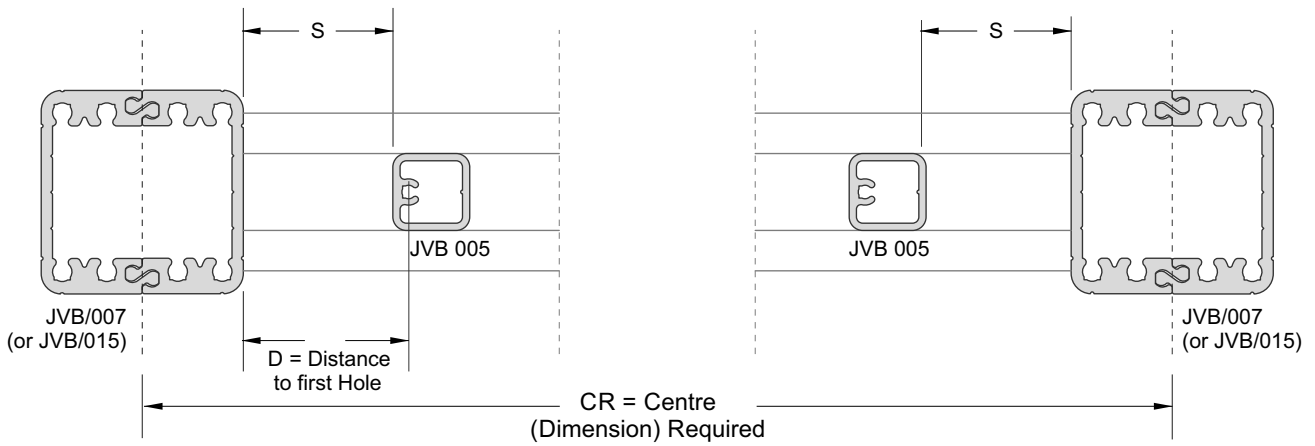 S
S
JVB 005
JVB 005
JVB/007
(or JVB/015)
JVB/007
(or JVB/015)
D = Distance
to first Hole
CR = Centre
(Dimension) Required